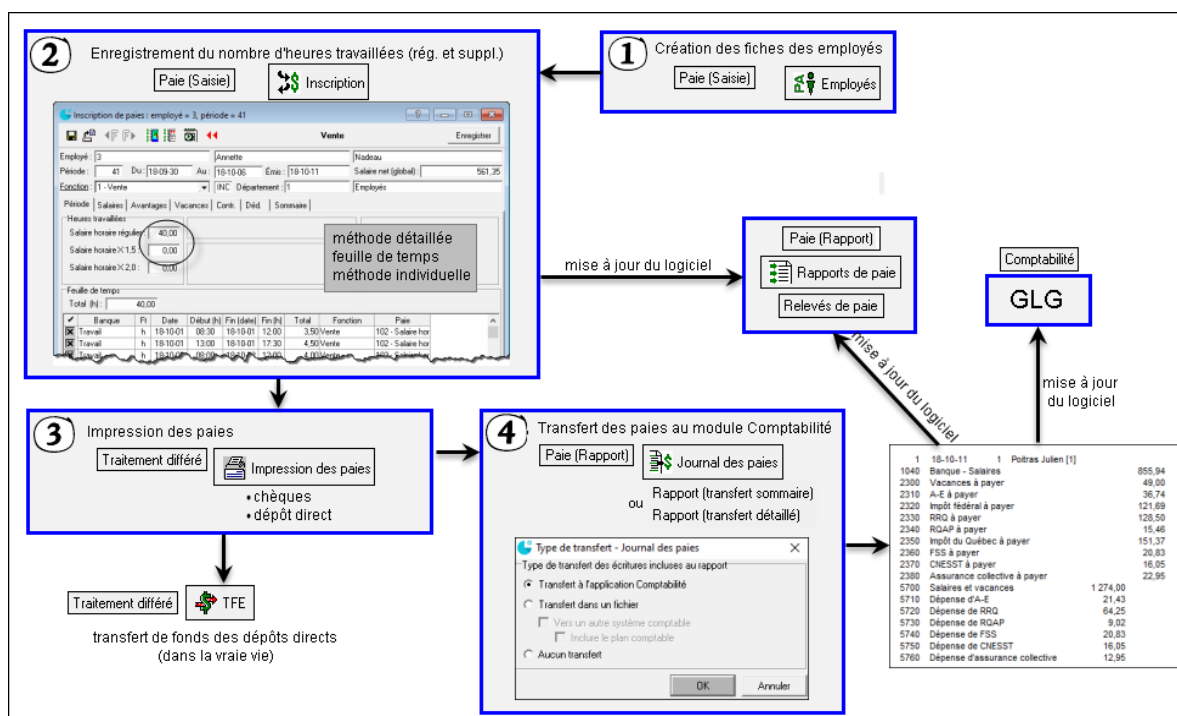 1
Création des fiches des employés
Paie (Saisie)
Employés
2
Enregistrement du nombre d'heures travaillées (rég. et suppl.)
Paie (Saisie)
Inscription
Inscription de paies : employé = 3, période = 41
Vente
Enregistrer
Employé : 3 Annette Nadeau
Période : 41 Du : 18-09-30 Au : 18-10-06 Émis : 18-10-11 Salaire net (global) : 561,35
Fonction : 1 - Vente INC Département : 1 Employés
Période Salaires Avantages Vacances Contr. Déd. Sommaire
Heures travaillées
Salaire horaire régulier : 40,00
Salaire horaire X 1,5 : 0,00
Salaire horaire X 2,0 : 0,00
méthode détaillée
feuille de temps
méthode individuelle
Feuille de temps
Total (h) : 40,00
Banque Ft Date Début (h) Fin (date) Fin (h) Total Fonction Paie
Travail h 18-10-01 08:30 18-10-01 12:00 3,50 Vente 102 - Salaire hor
Travail h 18-10-01 13:00 18-10-01 17:30 4,50 Vente 102 - Salaire hor
mise à jour du logiciel
Paie (Rapport)
Rapports de paie
Relevés de paie
Comptabilité
GLG
mise à jour du logiciel
mise à jour
du logiciel
3
Impression des paies
Traitement différé
Impression des paies
• chèques
• dépôt direct
Traitement différé
TFE
transfert de fonds des dépôts directs
(dans la vraie vie)
4
Transfert des paies au module Comptabilité
Paie (Rapport)
Journal des paies
ou
Rapport (transfert sommaire)
Rapport (transfert détaillé)
Type de transfert - Journal des paies
Type de transfert des écritures incluses au rapport
Transfert à l'application Comptabilité
Transfert dans un fichier
Vers un autre système comptable
Inclure le plan comptable
Aucun transfert
OK Annuler
1 18-10-11 1 Poitras Julien [1]
1040 Banque - Salaires 855,94
2300 Vacances à payer 49,00
2310 A-E à payer 36,74
2320 Impôt fédéral à payer 121,69
2330 RRQ à payer 128,50
2340 RQAP à payer 15,46
2350 Impôt du Québec à payer 151,37
2360 FSS à payer 20,83
2370 CNESST à payer 16,05
2380 Assurance collective à payer 22,95
5700 Salaires et vacances 1 274,00
5710 Dépense d'A-E 21,43
5720 Dépense de RRQ 64,25
5730 Dépense de RQAP 9,02
5740 Dépense de FSS 20,83
5750 Dépense de CNESST 16,05
5760 Dépense d'assurance collective 12,95